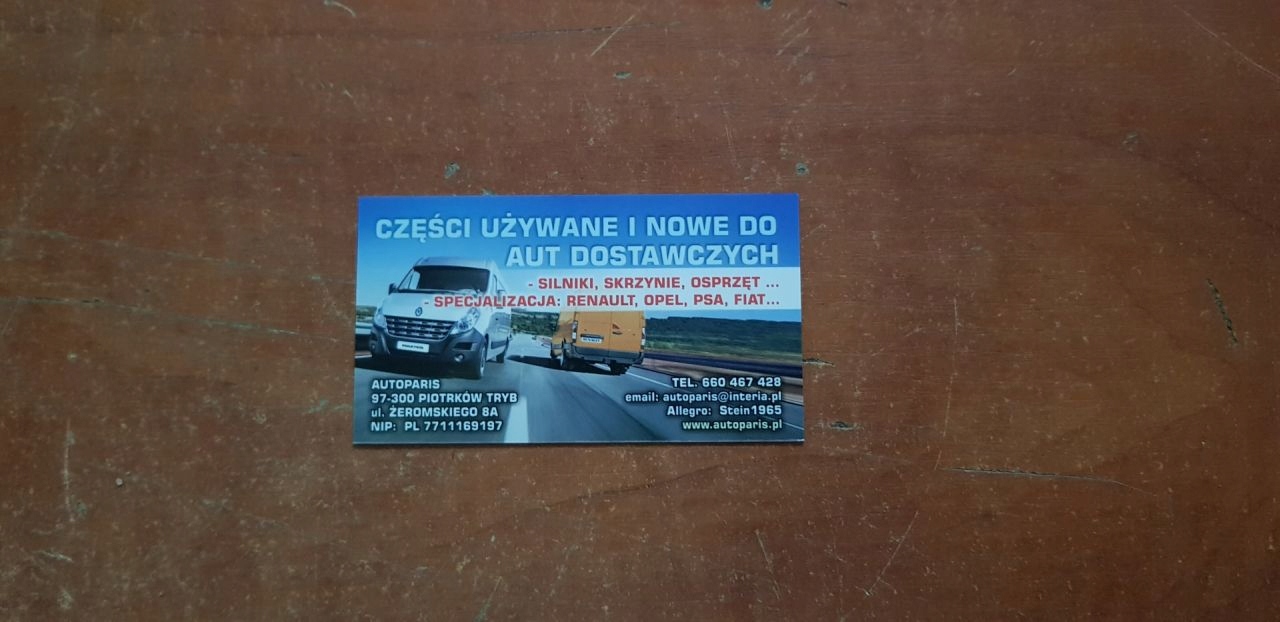 CZĘŚCI UŻYWANE I NOWE DO
AUT DOSTAWCZYCH
- SILNIKI, SKRZYNIE, OSPRZĘT ...
- SPECJALIZACJA: RENAULT, OPEL, PSA, FIAT...
AUTOPARIS
97-300 PIOTRKÓW TRYB
ul. ŻEROMSKIEGO 8A
NIP: PL 7711169197
TEL. 660 467 428
email: autoparis@interia.pl
Allegro: Stein1965
www.autoparis.pl